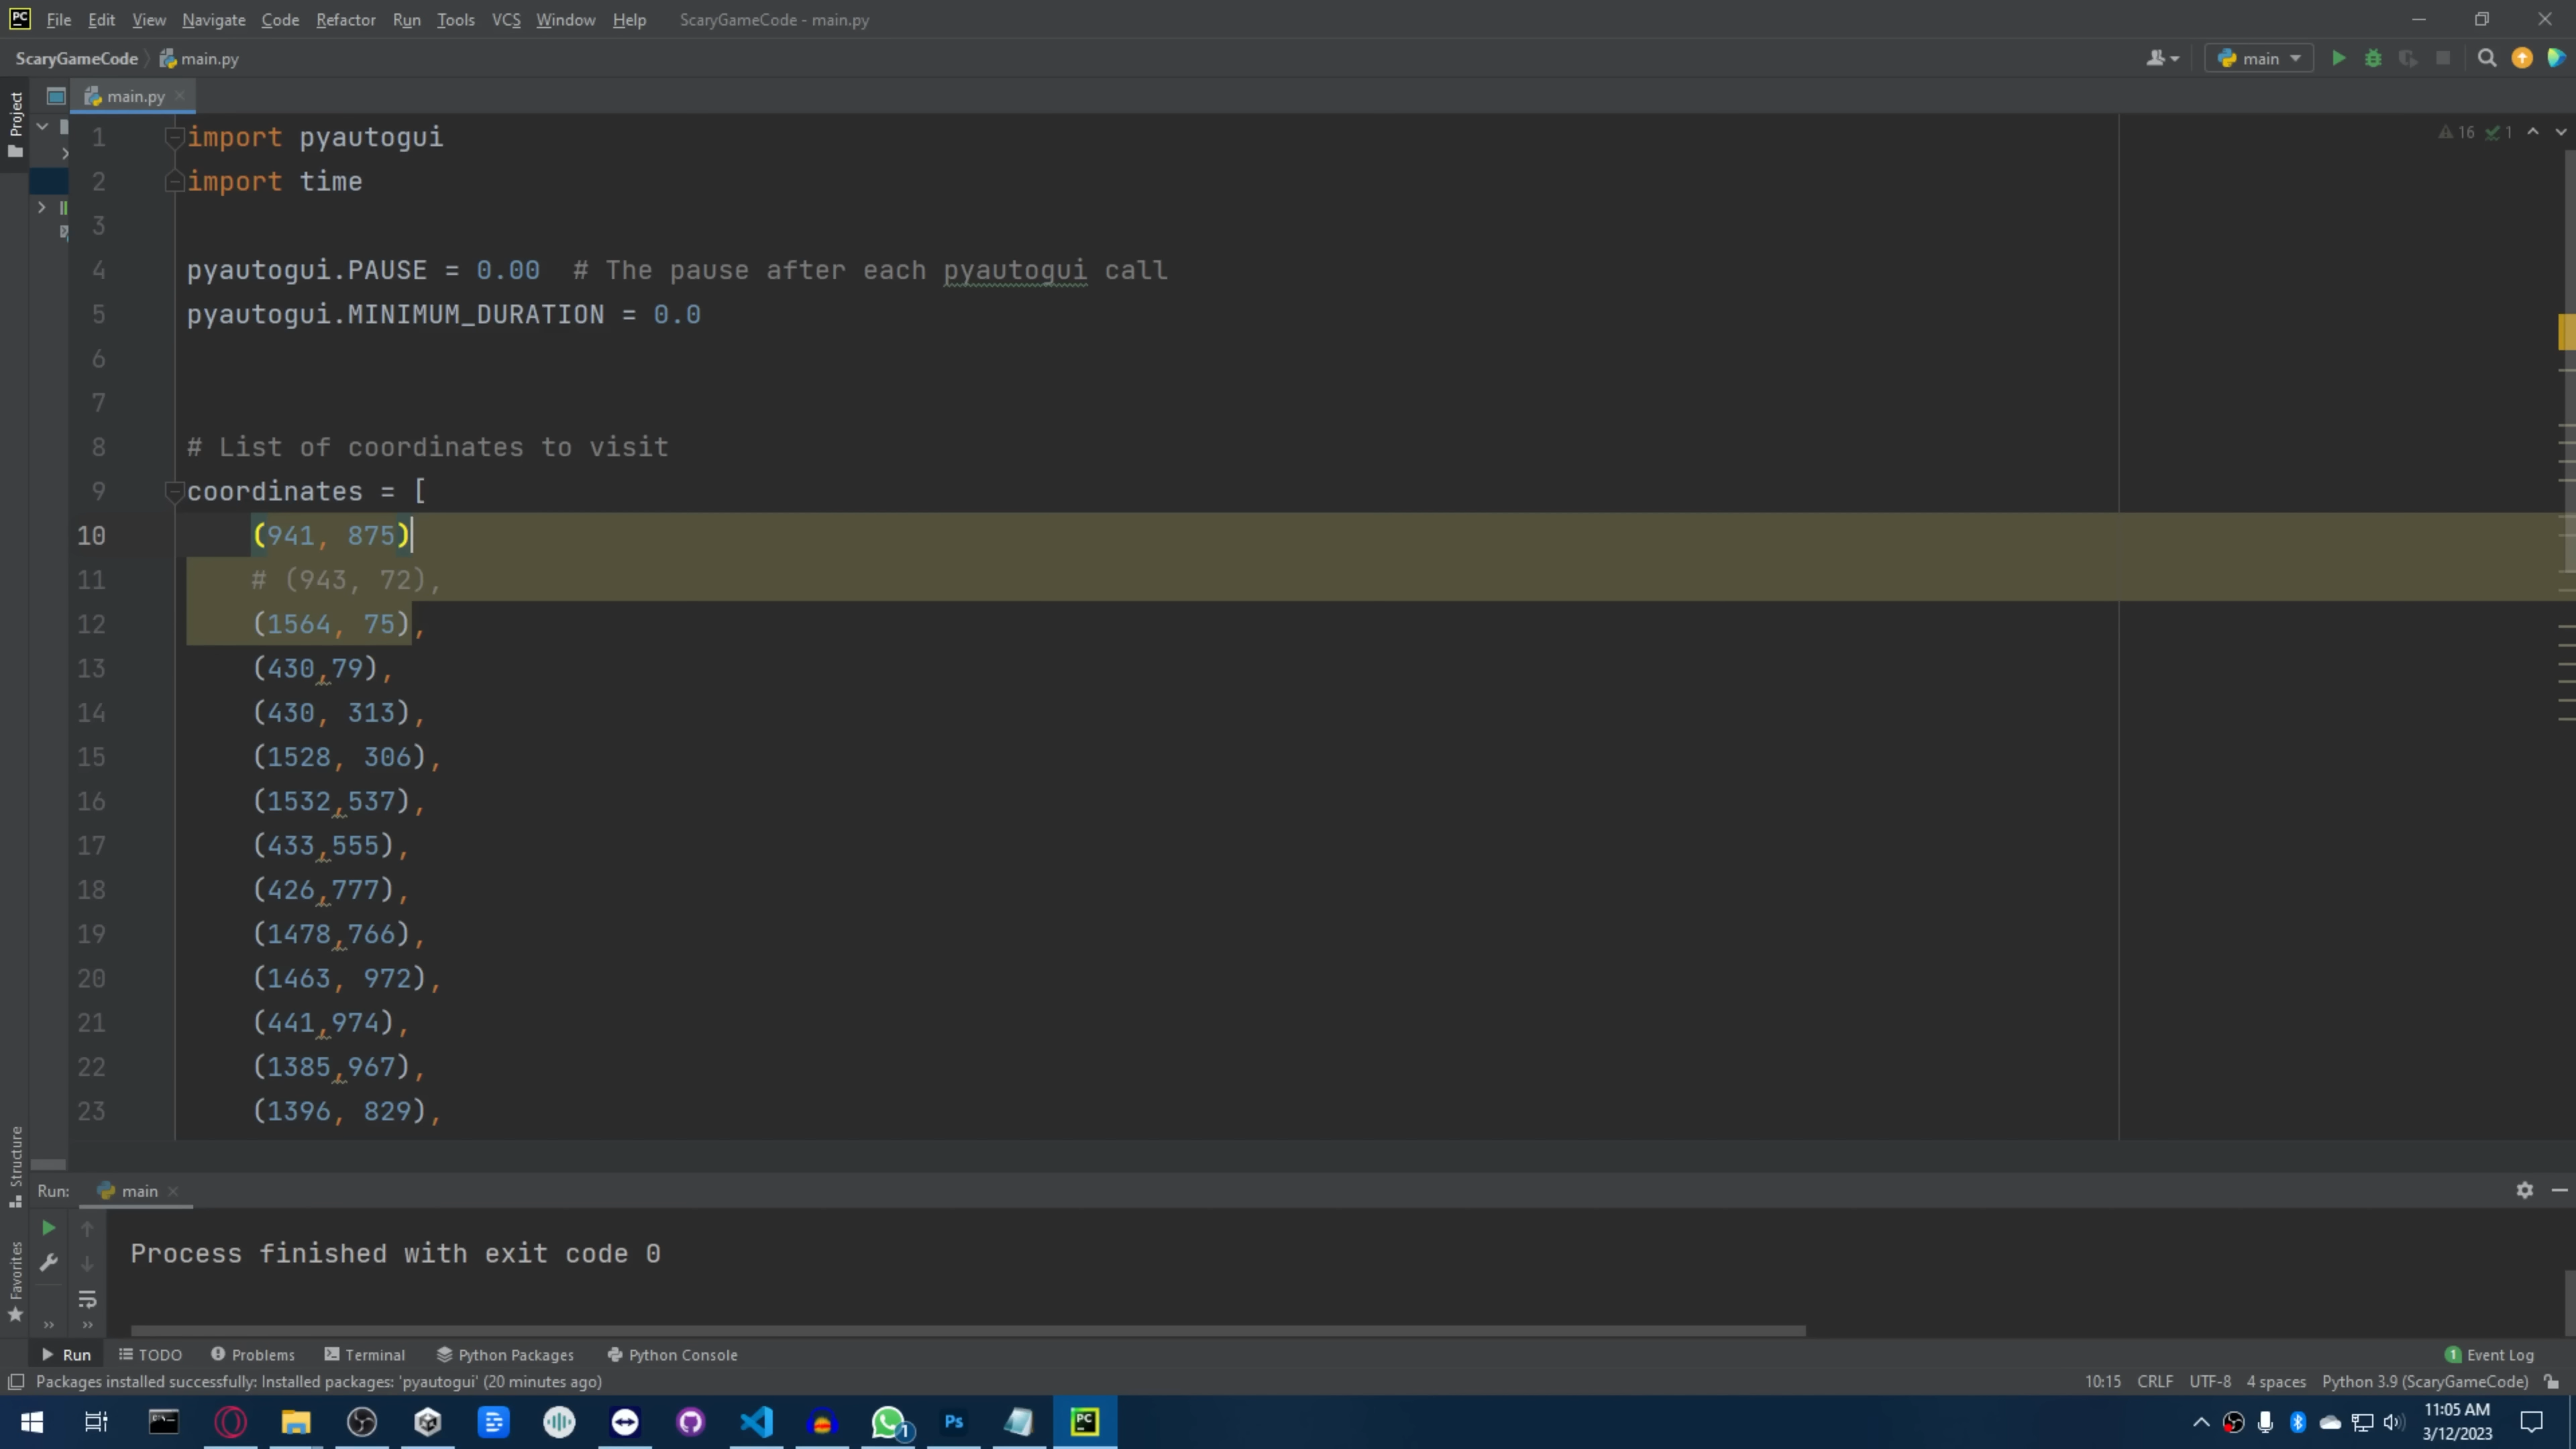 PC File Edit View Navigate Code Refactor Run Tools VCS Window Help ScaryGameCode - main.py
ScaryGameCode main.py main
Project main.py
1 import pyautogui 16 1
2 import time
3
4 pyautogui.PAUSE = 0.00 # The pause after each pyautogui call
5 pyautogui.MINIMUM_DURATION = 0.0
6
7
8 # List of coordinates to visit
9 coordinates = [
10 (941, 875)
11 # (943, 72),
12 (1564, 75),
13 (430,79),
14 (430, 313),
15 (1528, 306),
16 (1532,537),
17 (433,555),
18 (426,777),
19 (1478,766),
20 (1463, 972),
21 (441,974),
22 (1385,967),
23 (1396, 829),
Structure
Run: main
Favorites
Process finished with exit code 0
Run TODO Problems Terminal Python Packages Python Console 1 Event Log
Packages installed successfully: Installed packages: 'pyautogui' (20 minutes ago) 10:15 CRLF UTF-8 4 spaces Python 3.9 (ScaryGameCode)
1 Ps PC 11:05 AM
3/12/2023